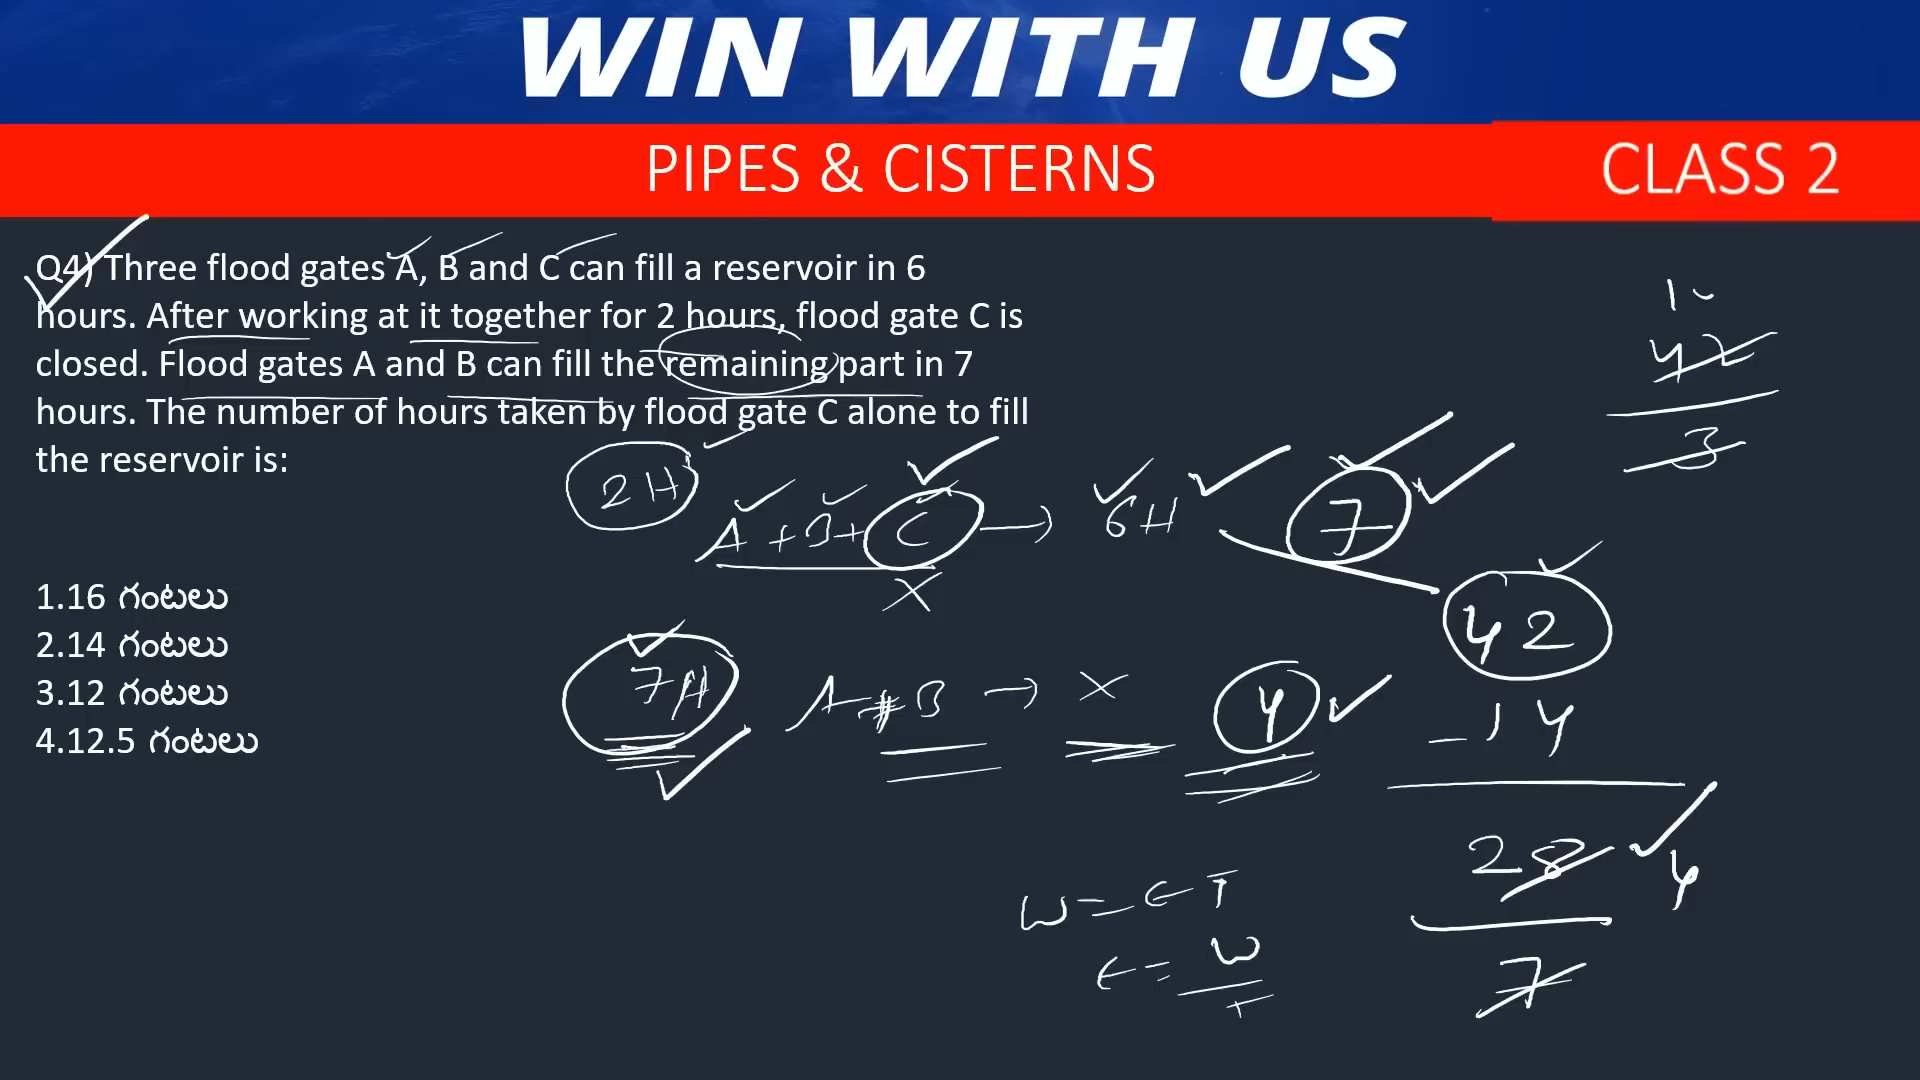 WIN WITH US
PIPES & CISTERNS
CLASS 2
Q4) Three flood gates A, B and C can fill a reservoir in 6
hours. After working at it together for 2 hours, flood gate C is
closed. Flood gates A and B can fill the remaining part in 7
hours. The number of hours taken by flood gate C alone to fill
the reservoir is:
1.16 గంటలు
2.14 గంటలు
3.12 గంటలు
4.12.5 గంటలు
42
3
2H
A+B+C → 6H 7
X
42
7H A+B → X 4
-14
28 4
7
W = E T
E = W
T